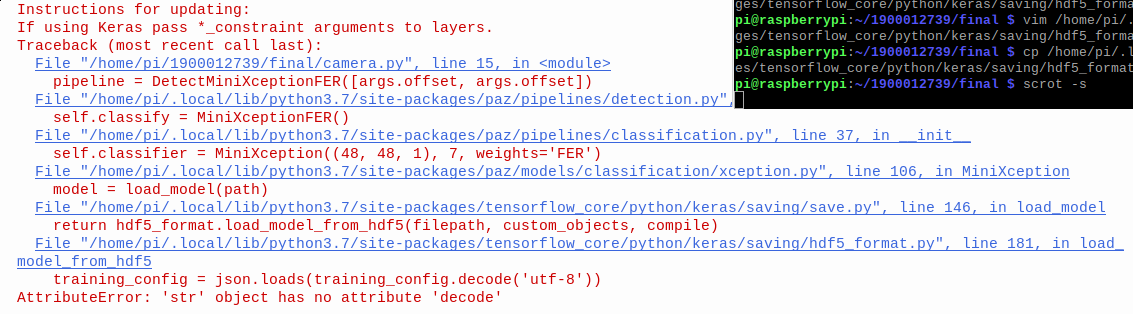 Instructions for updating:
If using Keras pass *_constraint arguments to layers.
Traceback (most recent call last):
File "/home/pi/1900012739/final/camera.py", line 15, in <module>
pipeline = DetectMiniXceptionFER([args.offset, args.offset])
File "/home/pi/.local/lib/python3.7/site-packages/paz/pipelines/detection.py",
self.classify = MiniXceptionFER()
File "/home/pi/.local/lib/python3.7/site-packages/paz/pipelines/classification.py", line 37, in __init__
self.classifier = MiniXception((48, 48, 1), 7, weights='FER')
File "/home/pi/.local/lib/python3.7/site-packages/paz/models/classification/xception.py", line 106, in MiniXception
model = load_model(path)
File "/home/pi/.local/lib/python3.7/site-packages/tensorflow_core/python/keras/saving/save.py", line 146, in load_model
return hdf5_format.load_model_from_hdf5(filepath, custom_objects, compile)
File "/home/pi/.local/lib/python3.7/site-packages/tensorflow_core/python/keras/saving/hdf5_format.py", line 181, in load_
model_from_hdf5
training_config = json.loads(training_config.decode('utf-8'))
AttributeError: 'str' object has no attribute 'decode'
ges/tensorflow_core/python/keras/saving/hdf5_forma
pi@raspberrypi:~/1900012739/final $ vim /home/pi/.
ges/tensorflow_core/python/keras/saving/hdf5_forma
pi@raspberrypi:~/1900012739/final $ cp /home/pi/.l
es/tensorflow_core/python/keras/saving/hdf5_format
pi@raspberrypi:~/1900012739/final $ scrot -s